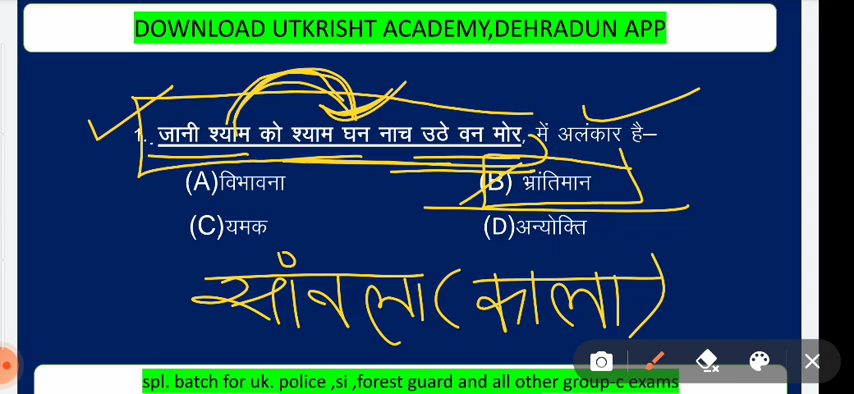 DOWNLOAD UTKRISHT ACADEMY,DEHRADUN APP
1. जानी श्याम को श्याम घन नाच उठे वन मोर, में अलंकार है–
(A)विभावना (B) भ्रांतिमान
(C)यमक (D)अन्योक्ति
सांवला (काला)
spl. batch for uk. police ,si ,forest guard and all other group-c exams